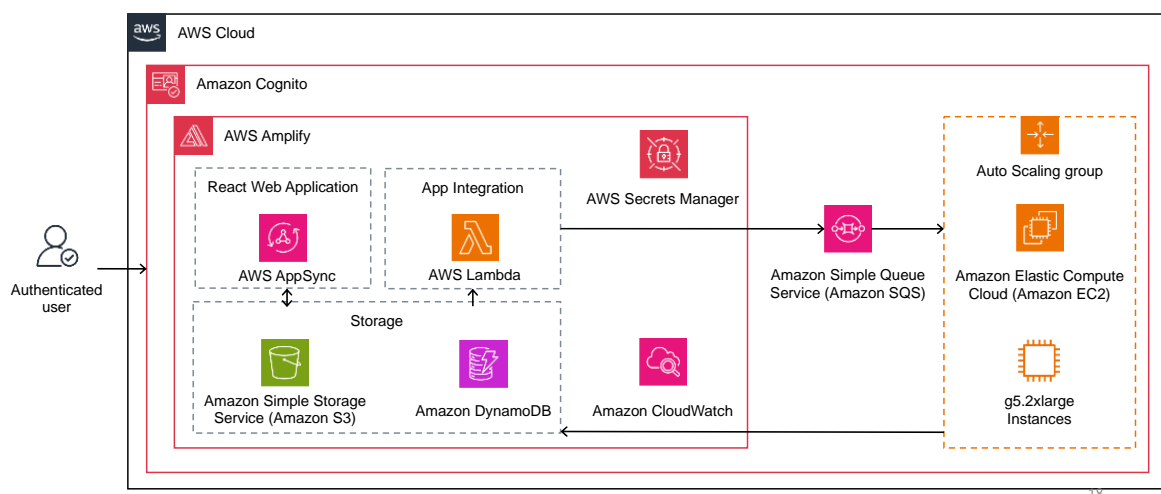 aws
AWS Cloud
Amazon Cognito
AWS Amplify
React Web Application
AWS AppSync
App Integration
AWS Lambda
AWS Secrets Manager
Authenticated
user
Storage
Amazon Simple Storage
Service (Amazon S3)
Amazon DynamoDB
Amazon CloudWatch
Amazon Simple Queue
Service (Amazon SQS)
Auto Scaling group
Amazon Elastic Compute
Cloud (Amazon EC2)
g5.2xlarge
Instances